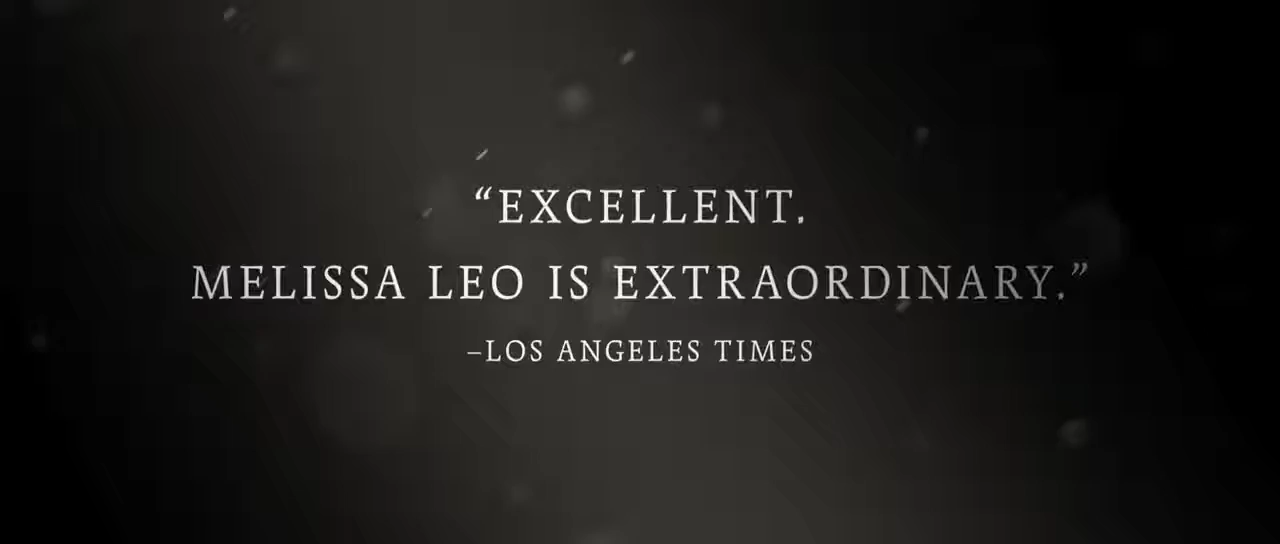 “EXCELLENT.
MELISSA LEO IS EXTRAORDINARY.”
–LOS ANGELES TIMES